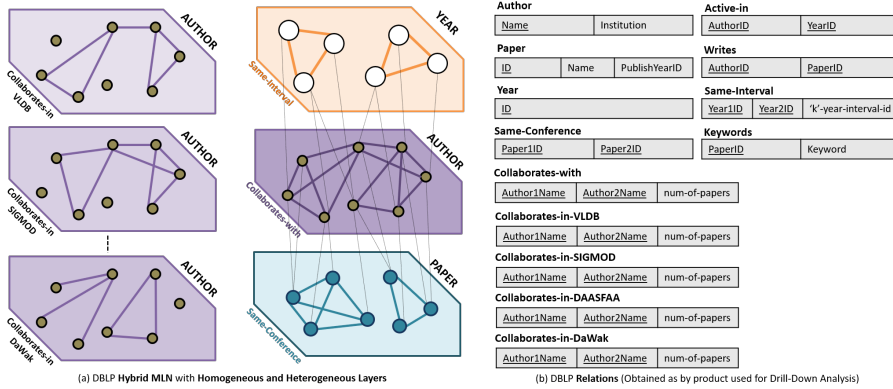 AUTHOR
Collaborates-in
VLDB
AUTHOR
Collaborates-in
SIGMOD
AUTHOR
Collaborates-in
DaWak
YEAR
Same-Interval
AUTHOR
Collaborates-with
PAPER
Same-Conference
(a) DBLP Hybrid MLN with Homogeneous and Heterogeneous Layers
Author
Name Institution
Paper
ID Name PublishYearID
Year
ID
Same-Conference
Paper1ID Paper2ID
Active-in
AuthorID YearID
Writes
AuthorID PaperID
Same-Interval
Year1ID Year2ID 'k'-year-interval-id
Keywords
PaperID Keyword
Collaborates-with
Author1Name Author2Name num-of-papers
Collaborates-in-VLDB
Author1Name Author2Name num-of-papers
Collaborates-in-SIGMOD
Author1Name Author2Name num-of-papers
Collaborates-in-DAASFAA
Author1Name Author2Name num-of-papers
Collaborates-in-DaWak
Author1Name Author2Name num-of-papers
(b) DBLP Relations (Obtained as by product used for Drill-Down Analysis)